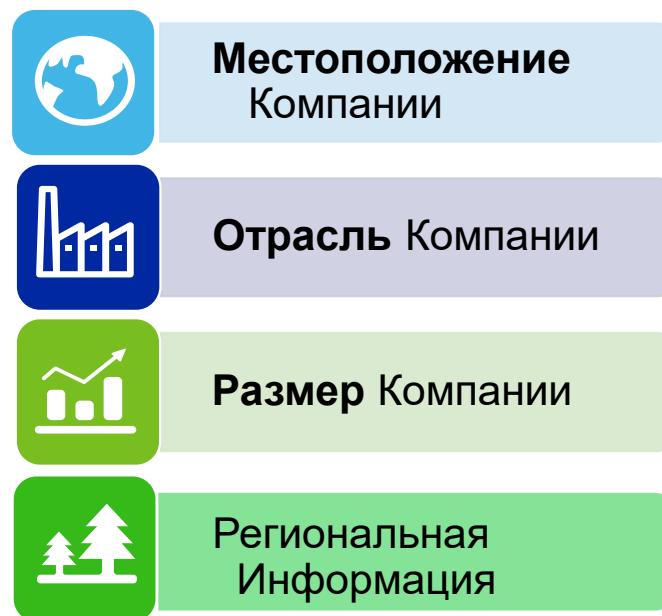 Местоположение
Компании
Отрасль Компании
Размер Компании
Региональная
Информация